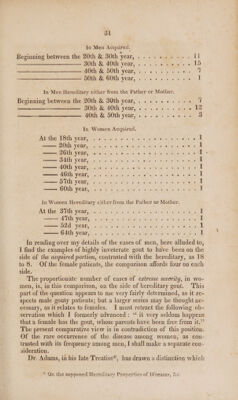 31
In Men Acquired.
Beginning between the 20th & 30th year, . . . . . . . . . . 11
30th & 40th year, . . . . . . . . . . 15
40th & 50th year, . . . . . . . . . . 7
50th & 60th year, . . . . . . . . . . 1
In Men Hereditary either from the Father or Mother.
Beginning between the 20th & 30th year, . . . . . . . . . . 7
30th & 40th year, . . . . . . . . . . 12
40th & 50th year, . . . . . . . . . . 3
In Women Acquired.
At the 18th year, . . . . . . . . . . 1
20th year, . . . . . . . . . . 1
26th year, . . . . . . . . . . 1
34th year, . . . . . . . . . . 1
40th year, . . . . . . . . . . 1
46th year, . . . . . . . . . . 1
57th year, . . . . . . . . . . 1
60th year, . . . . . . . . . . 1
In Women Hereditary either from the Father or Mother.
At the 37th year, . . . . . . . . . . 1
47th year, . . . . . . . . . . 1
52d year, . . . . . . . . . . 1
64th year, . . . . . . . . . . 1
In reading over my details of the cases of men, here alluded to,
I find the examples of highly inveterate gout to have been on the
side of the acquired portion, contrasted with the hereditary, as 18
to 8. Of the female patients, the comparison affords four on each
side.
The proportionate number of cases of extreme severity, in wo-
men, is, in this comparison, on the side of hereditary gout. This
part of the question appears to me very fairly determined, as it re-
spects male gouty patients; but a larger series may be thought ne-
cessary, as it relates to females. I must retract the following ob-
servation which I formerly advanced: " it very seldom happens
that a female has the gout, whose parents have been free from it."
The present comparative view is in contradiction of this position.
Of the rare occurrence of the disease among women, as con-
trasted with its frequency among men, I shall make a separate con-
sideration.
Dr. Adams, in his late Treatise*, has drawn a distinction which
* On the supposed Hereditary Properties of Diseases, &c